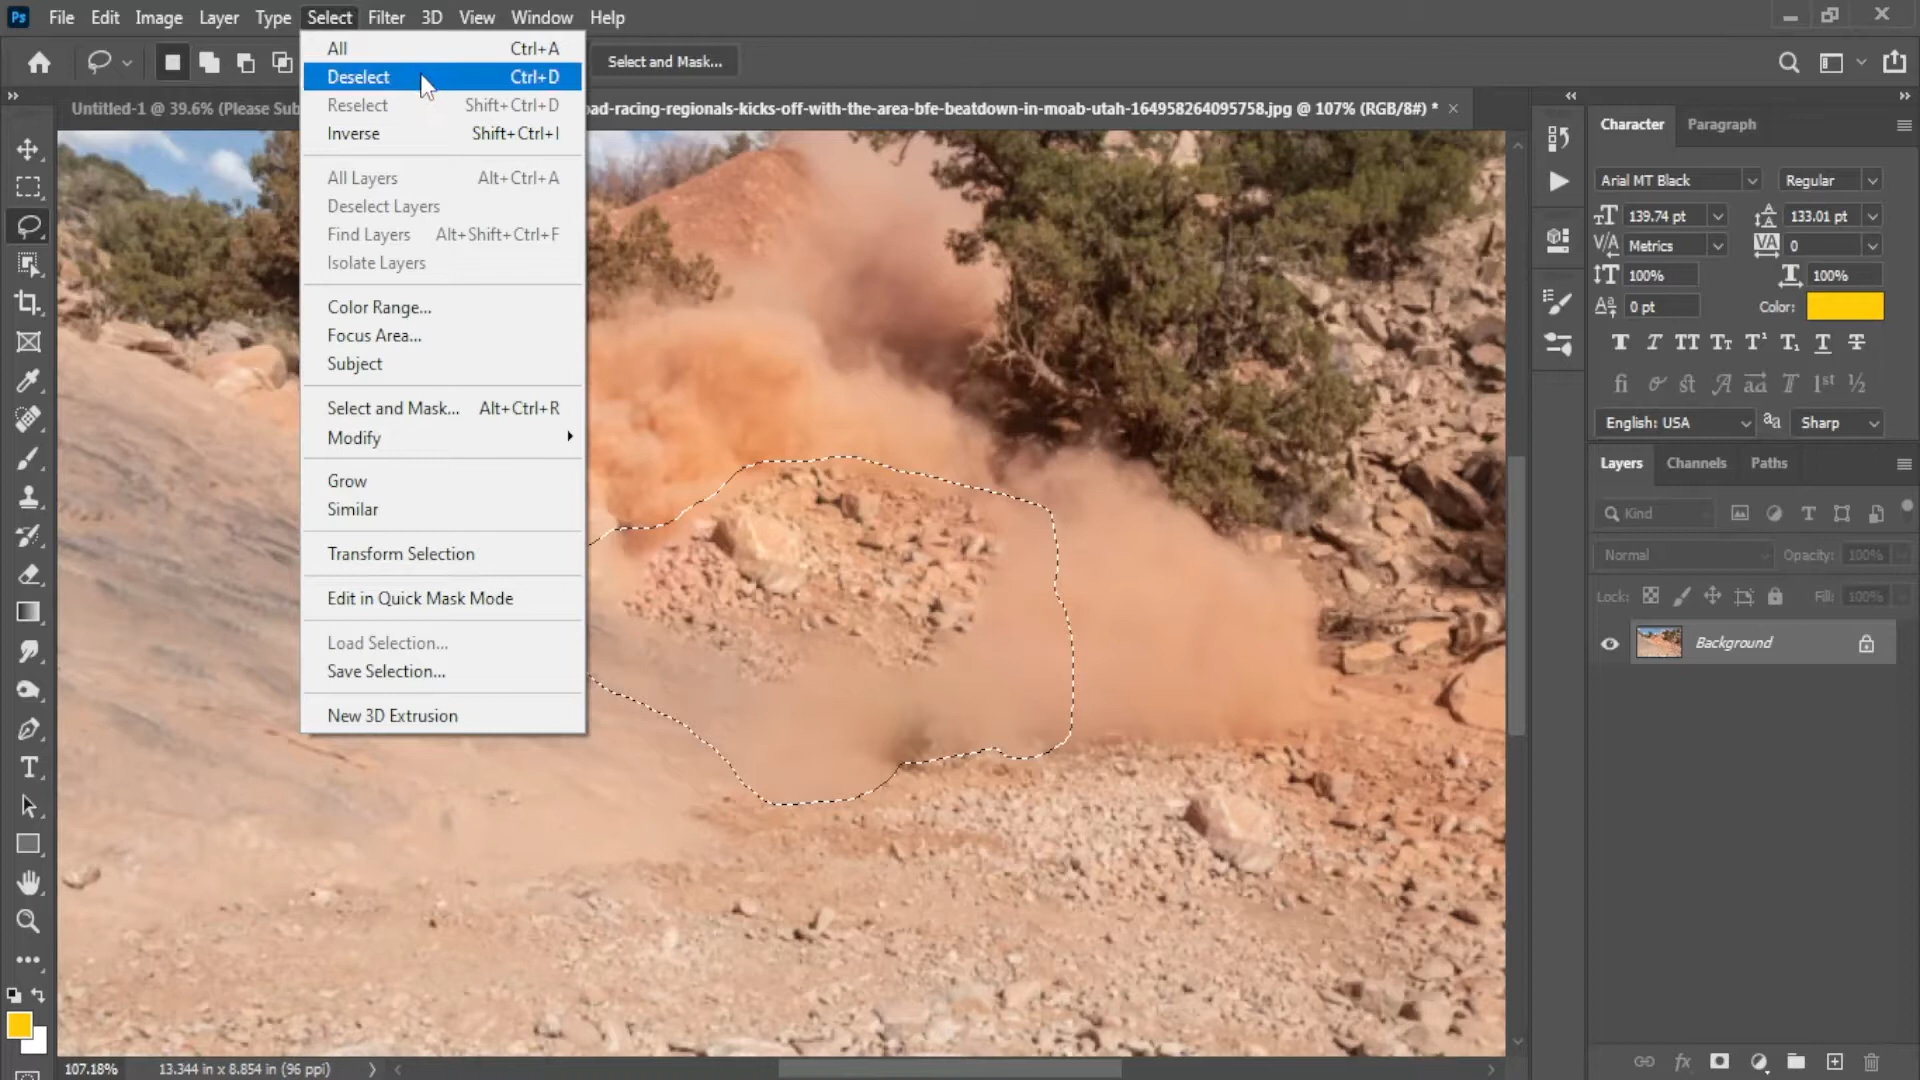 Ps File Edit Image Layer Type Select Filter 3D View Window Help
Select and Mask...
Untitled-1 @ 39.6% (Please Sub
oad-racing-regionals-kicks-off-with-the-area-bfe-beatdown-in-moab-utah-164958264095758.jpg @ 107% (RGB/8#) *
All Ctrl+A
Deselect Ctrl+D
Reselect Shift+Ctrl+D
Inverse Shift+Ctrl+I
All Layers Alt+Ctrl+A
Deselect Layers
Find Layers Alt+Shift+Ctrl+F
Isolate Layers
Color Range...
Focus Area...
Subject
Select and Mask... Alt+Ctrl+R
Modify
Grow
Similar
Transform Selection
Edit in Quick Mask Mode
Load Selection...
Save Selection...
New 3D Extrusion
Character Paragraph
Arial MT Black Regular
139.74 pt 133.01 pt
Metrics 0
100% 100%
0 pt Color:
English: USA Sharp
Layers Channels Paths
Kind
Normal Opacity: 100%
Lock: Fill: 100%
Background
107.18% 13.344 in x 8.854 in (96 ppi)